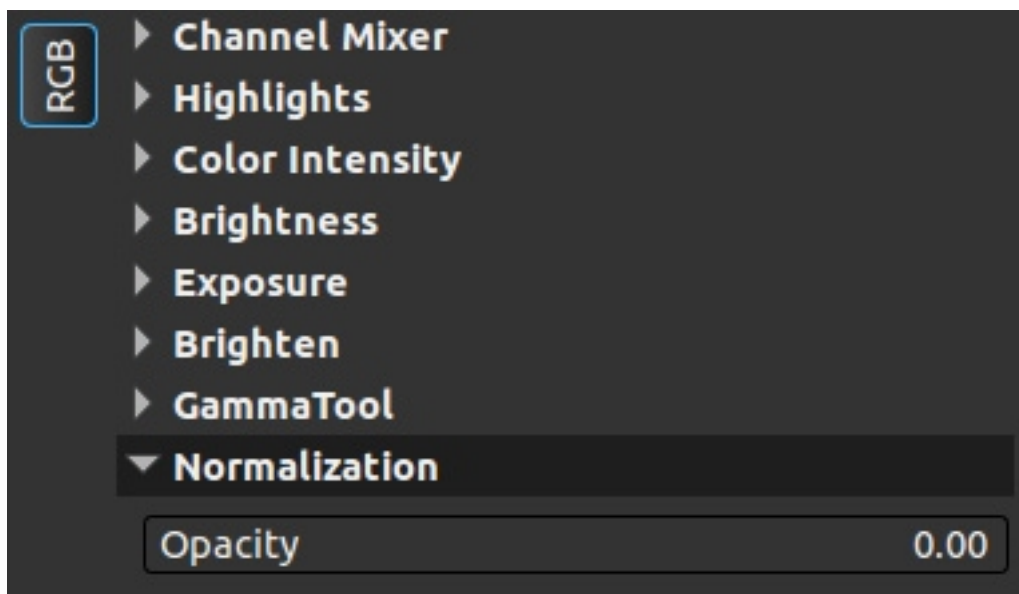 RGB
Channel Mixer
Highlights
Color Intensity
Brightness
Exposure
Brighten
GammaTool
Normalization
Opacity 0.00